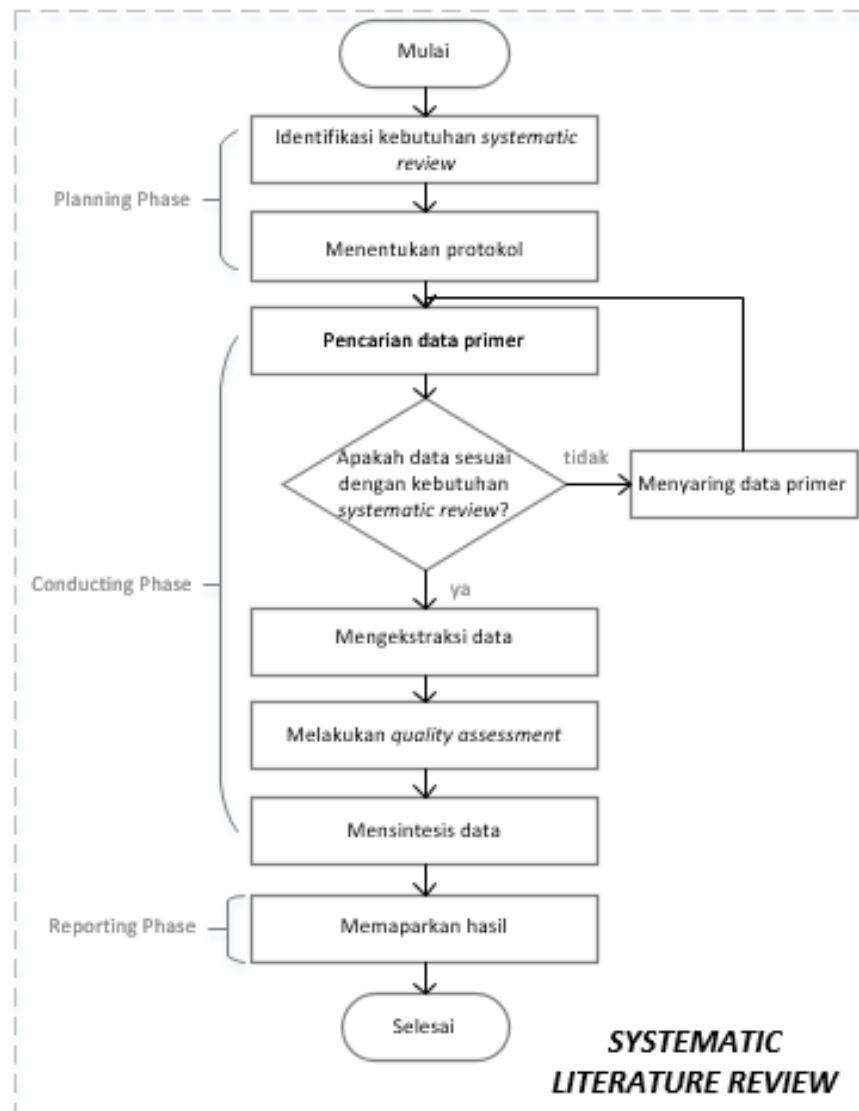 Mulai
Identifikasi kebutuhan systematic
review
Planning Phase
Menentukan protokol
Pencarian data primer
Apakah data sesuai
dengan kebutuhan
systematic review?
tidak
Menyaring data primer
Conducting Phase
ya
Mengekstraksi data
Melakukan quality assessment
Mensintesis data
Reporting Phase
Memaparkan hasil
Selesai
SYSTEMATIC
LITERATURE REVIEW